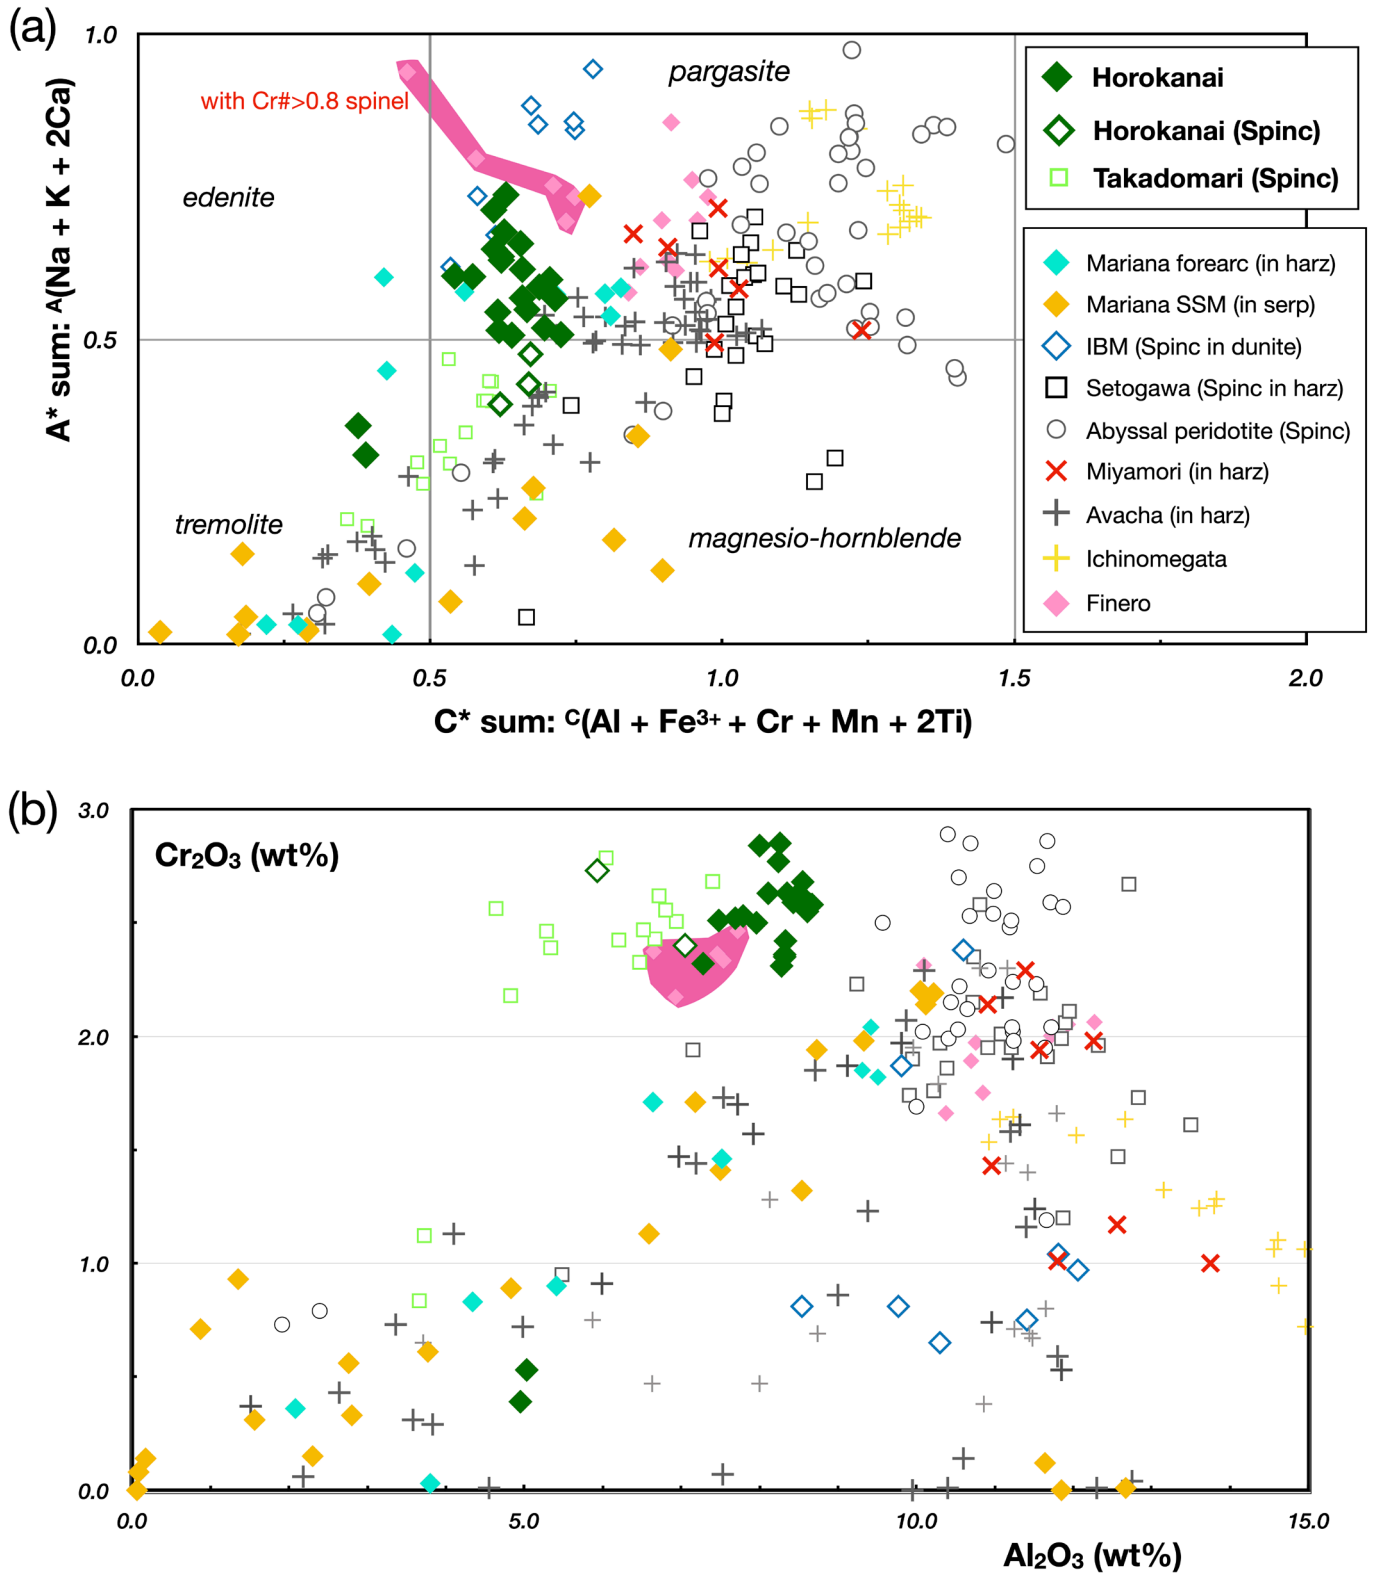 (a)
1.0
0.5
0.0
A* sum: ᴬ(Na + K + 2Ca)
with Cr#>0.8 spinel
pargasite
edenite
tremolite
magnesio-hornblende
Horokanai
Horokanai (Spinc)
Takadomari (Spinc)
Mariana forearc (in harz)
Mariana SSM (in serp)
IBM (Spinc in dunite)
Setogawa (Spinc in harz)
Abyssal peridotite (Spinc)
Miyamori (in harz)
Avacha (in harz)
Ichinomegata
Finero
0.0 0.5 1.0 1.5 2.0
C* sum: ᶜ(Al + Fe³⁺ + Cr + Mn + 2Ti)
(b)
3.0
Cr₂O₃ (wt%)
2.0
1.0
0.0
0.0 5.0 10.0 15.0
Al₂O₃ (wt%)